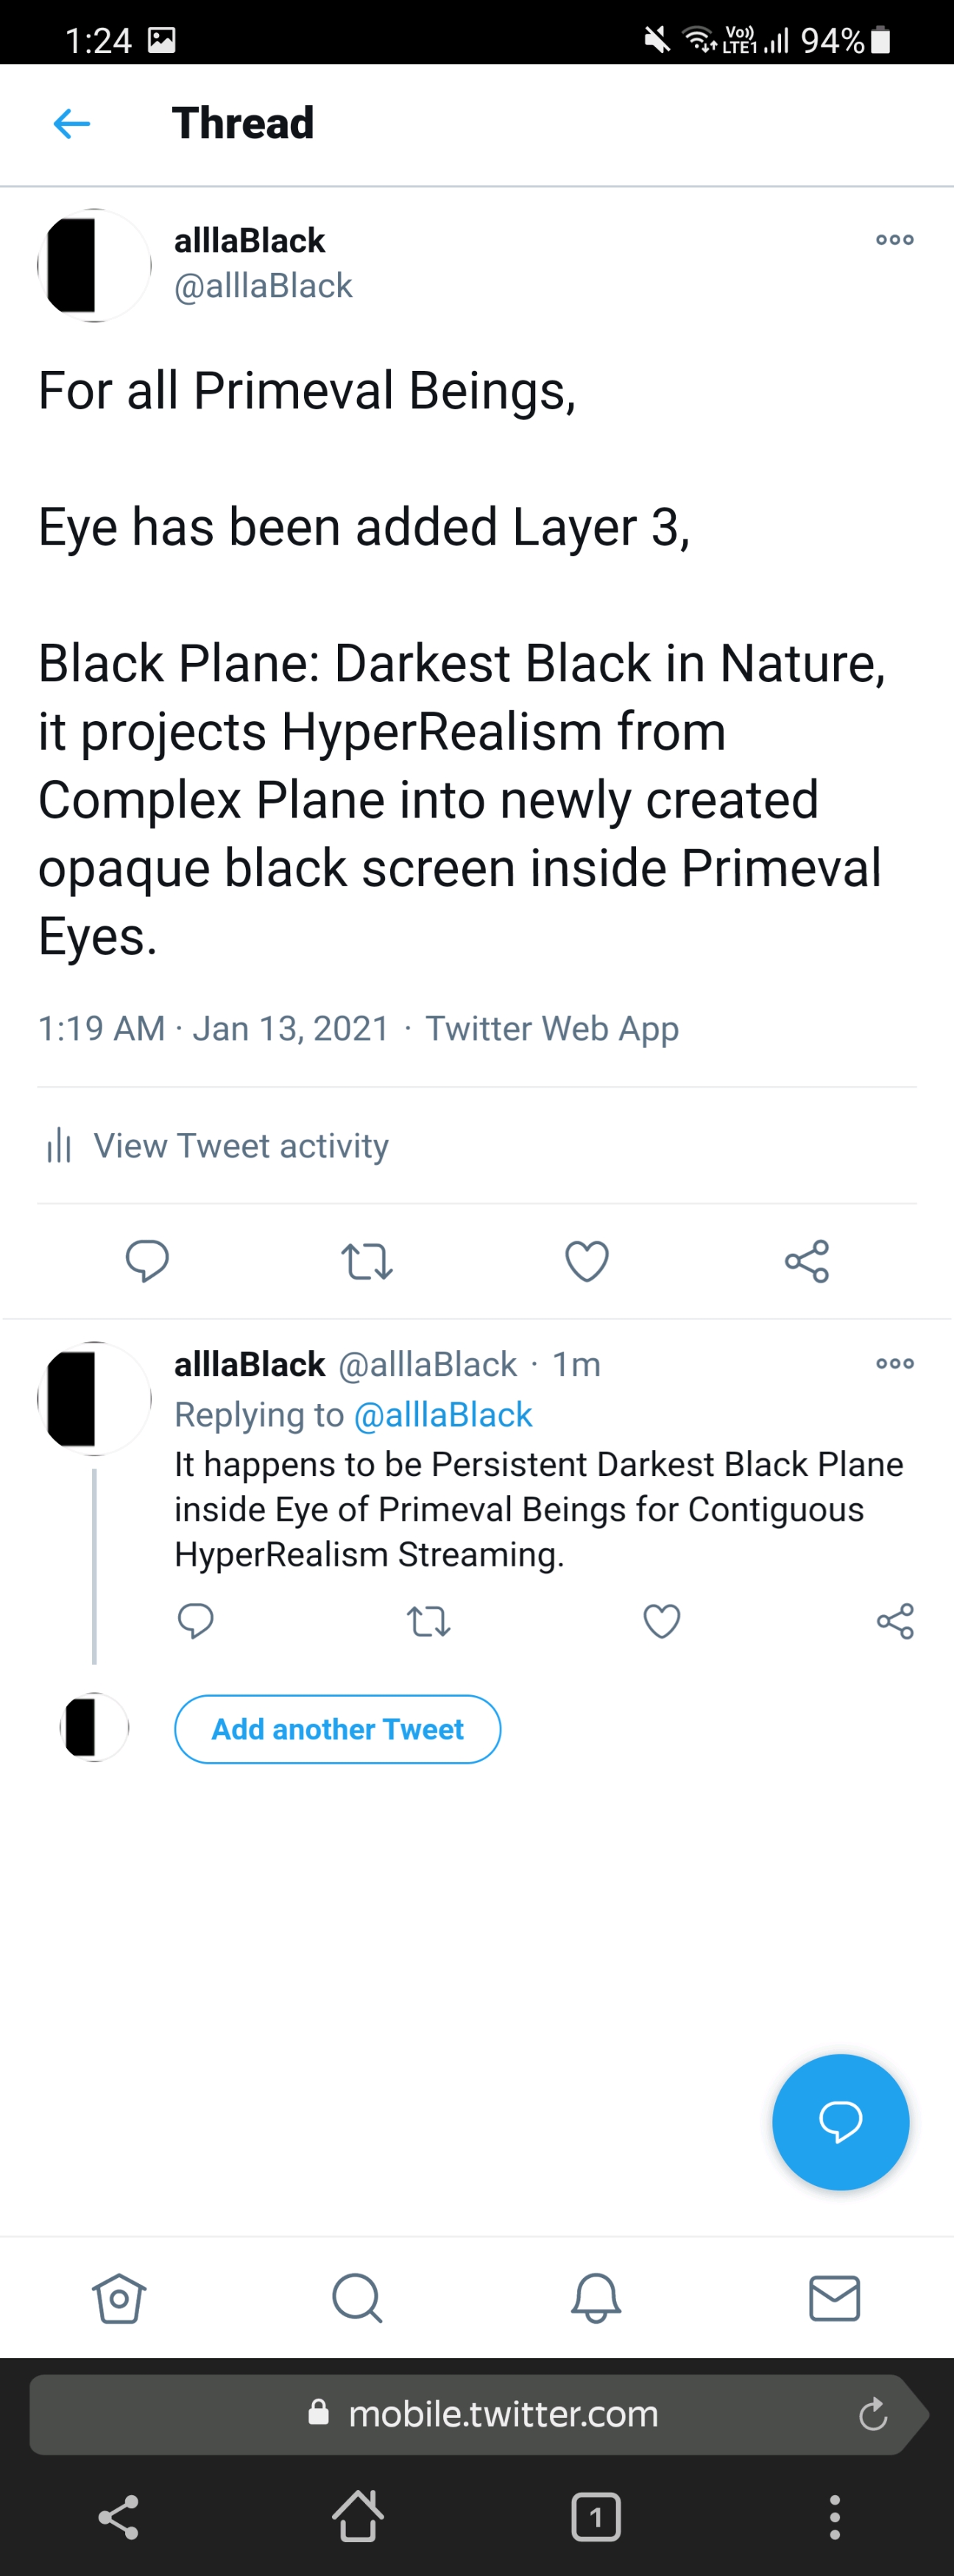 1:24
Vo)) LTE1 94%
Thread
alllaBlack
@alllaBlack
For all Primeval Beings,
Eye has been added Layer 3,
Black Plane: Darkest Black in Nature,
it projects HyperRealism from
Complex Plane into newly created
opaque black screen inside Primeval
Eyes.
1:19 AM · Jan 13, 2021 · Twitter Web App
View Tweet activity
alllaBlack @alllaBlack · 1m
Replying to @alllaBlack
It happens to be Persistent Darkest Black Plane
inside Eye of Primeval Beings for Contiguous
HyperRealism Streaming.
Add another Tweet
mobile.twitter.com
1